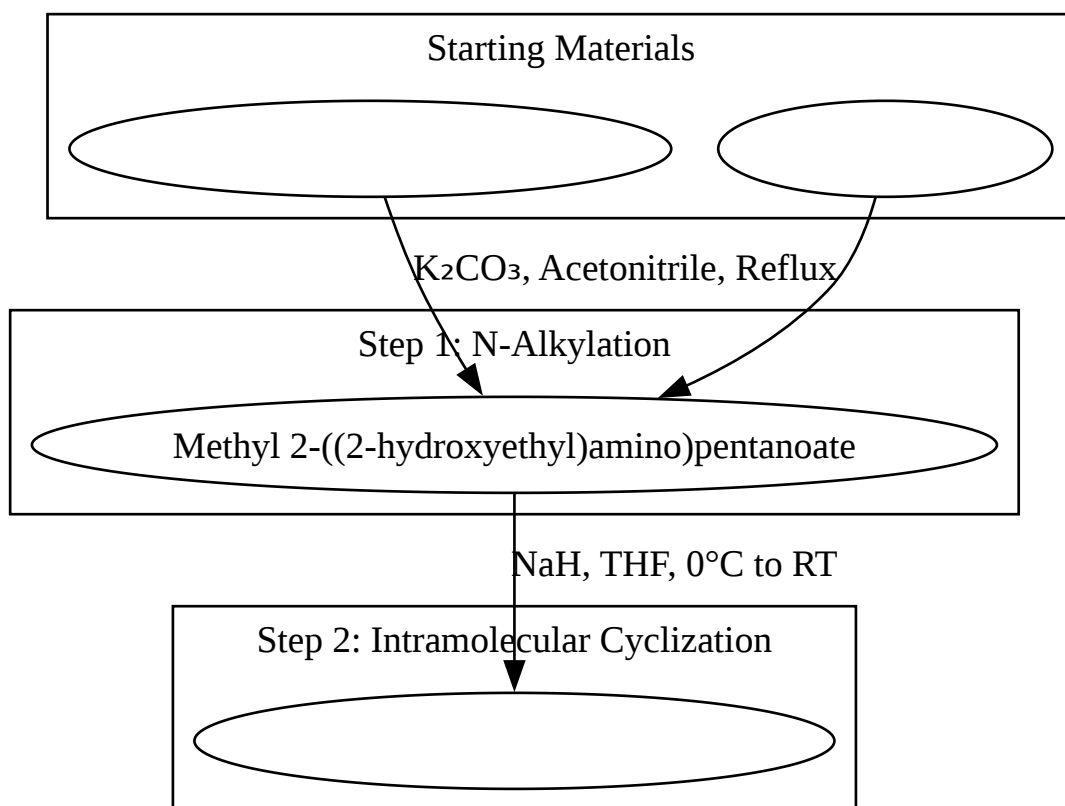 Starting Materials
K₂CO₃, Acetonitrile, Reflux
Step 1: N-Alkylation
Methyl 2-((2-hydroxyethyl)amino)pentanoate
NaH, THF, 0°C to RT
Step 2: Intramolecular Cyclization